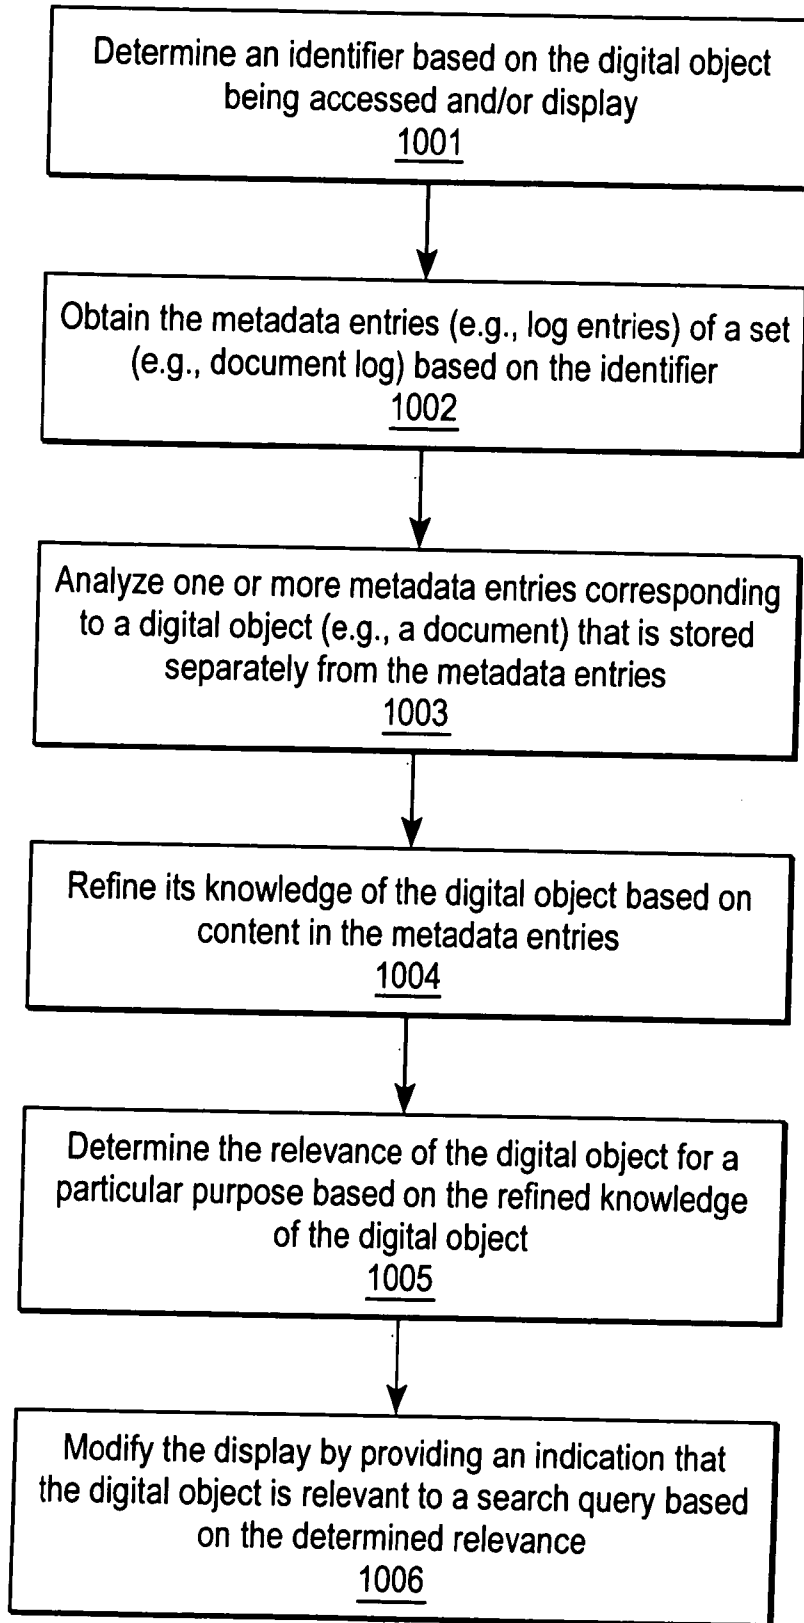 Determine an identifier based on the digital object
being accessed and/or display
1001
Obtain the metadata entries (e.g., log entries) of a set
(e.g., document log) based on the identifier
1002
Analyze one or more metadata entries corresponding
to a digital object (e.g., a document) that is stored
separately from the metadata entries
1003
Refine its knowledge of the digital object based on
content in the metadata entries
1004
Determine the relevance of the digital object for a
particular purpose based on the refined knowledge
of the digital object
1005
Modify the display by providing an indication that
the digital object is relevant to a search query based
on the determined relevance
1006